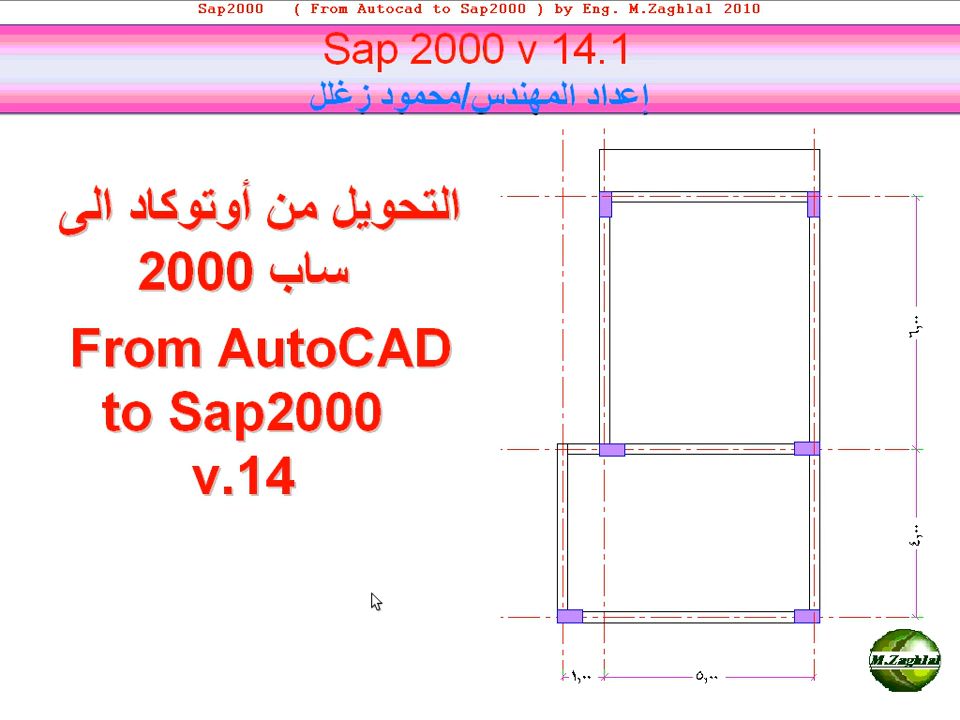 Sap2000 ( From Autocad to Sap2000 ) by Eng. M.Zaghlal 2010
Sap 2000 v 14.1
إعداد المهندس/محمود زغلل
التحويل من أوتوكاد الى
ساب 2000
From AutoCAD
to Sap2000
v.14
٦,٠٠
٤,٠٠
١,٠٠
٥,٠٠
M.Zaghlal